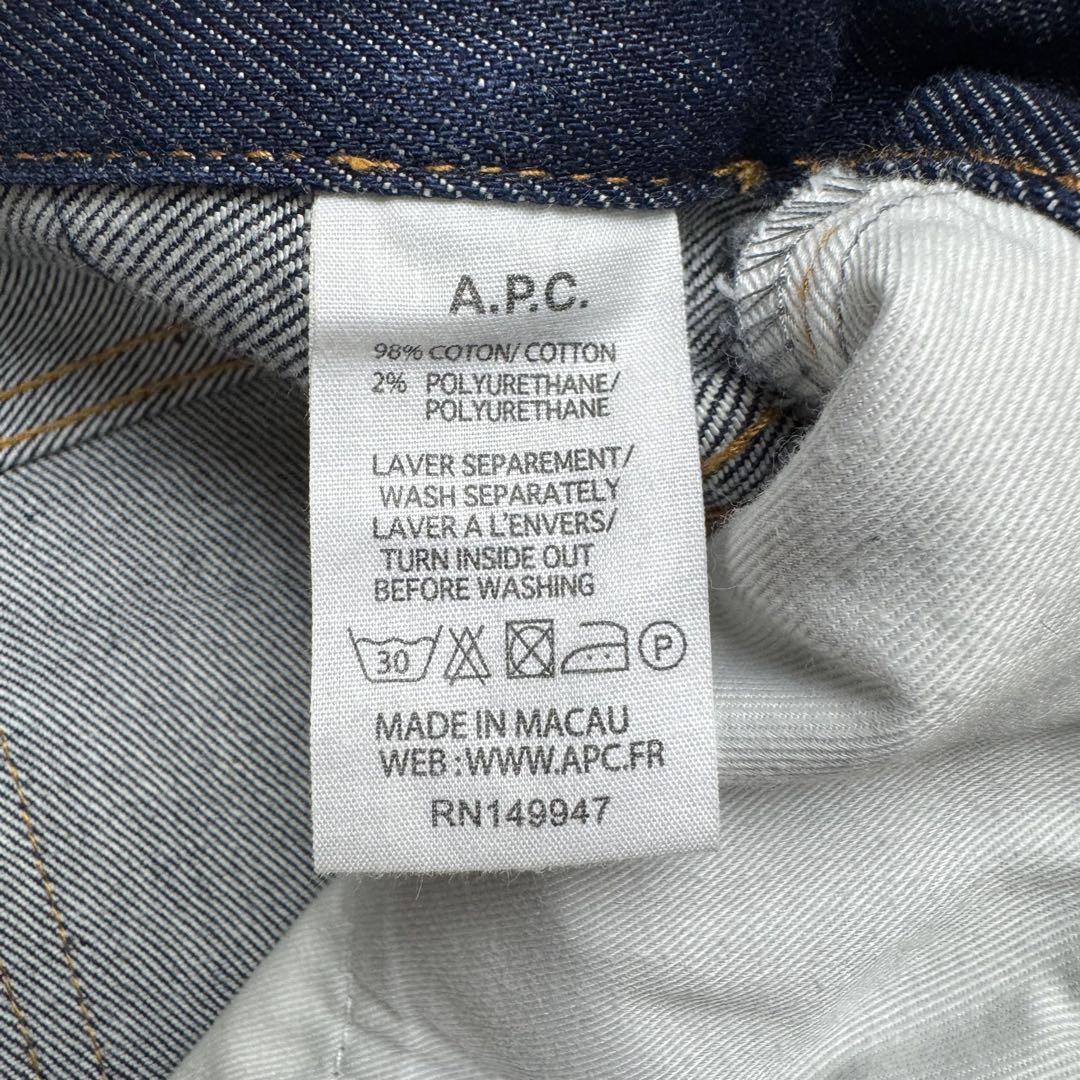 A.P.C.
98% COTON/ COTTON
2% POLYURETHANE/
POLYURETHANE
LAVER SEPAREMENT/
WASH SEPARATELY
LAVER A L'ENVERS/
TURN INSIDE OUT
BEFORE WASHING
30 P
MADE IN MACAU
WEB : WWW.APC.FR
RN149947